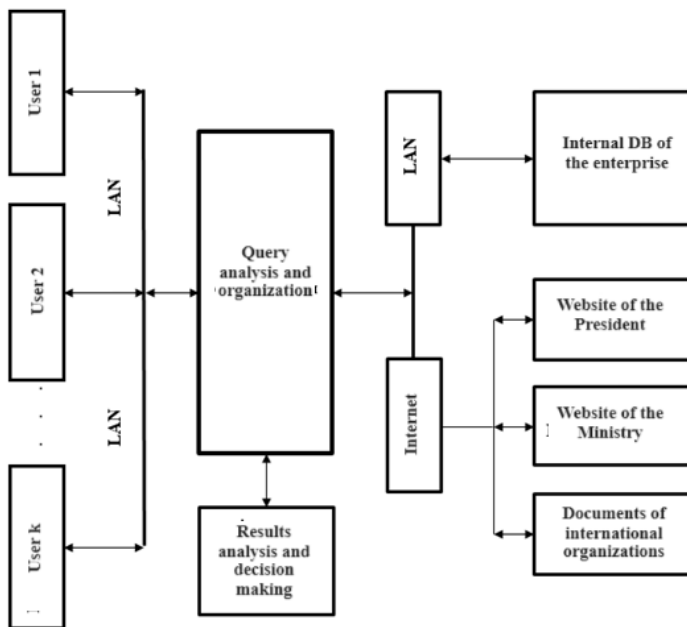 User 1
LAN
User 2
LAN
User k
Query
analysis and
organization
Results
analysis and
decision
making
LAN
Internet
Internal DB of
the enterprise
Website of the
President
Website of the
Ministry
Documents of
international
organizations